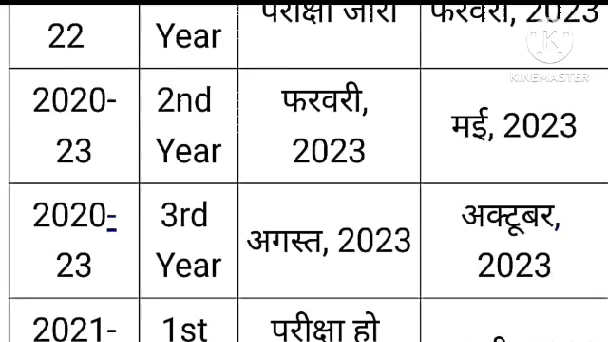 22
Year
परीक्षा जारी
फरवरी, 2023
KINEMASTER
2020-
23
2nd
Year
फरवरी,
2023
मई, 2023
2020-
23
3rd
Year
अगस्त, 2023
अक्टूबर,
2023
2021-
1st
परीक्षा हो